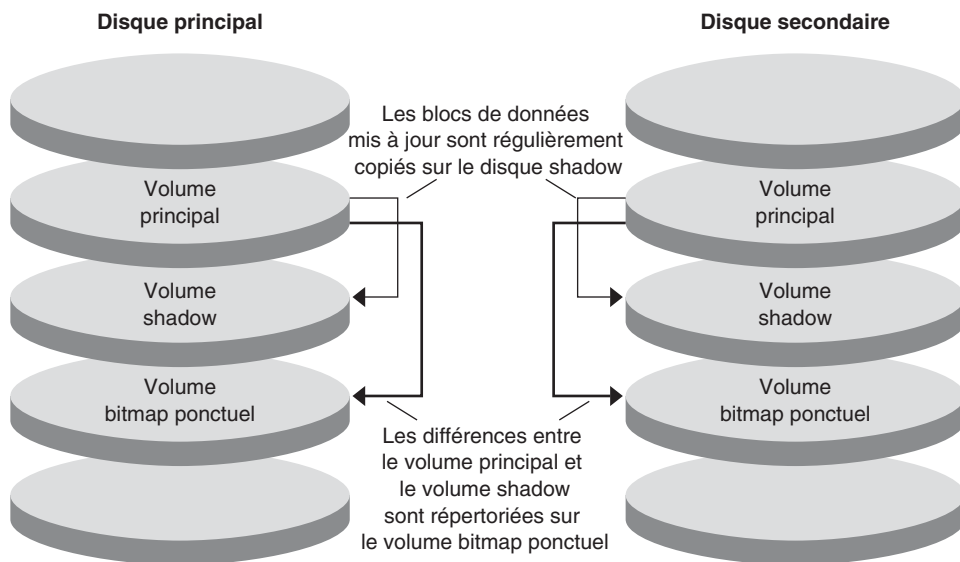 Disque principal
Disque secondaire
Les blocs de données
mis à jour sont régulièrement
copiés sur le disque shadow
Volume
principal
Volume
principal
Volume
shadow
Volume
shadow
Volume
bitmap ponctuel
Volume
bitmap ponctuel
Les différences entre
le volume principal et
le volume shadow
sont répertoriées sur
le volume bitmap ponctuel